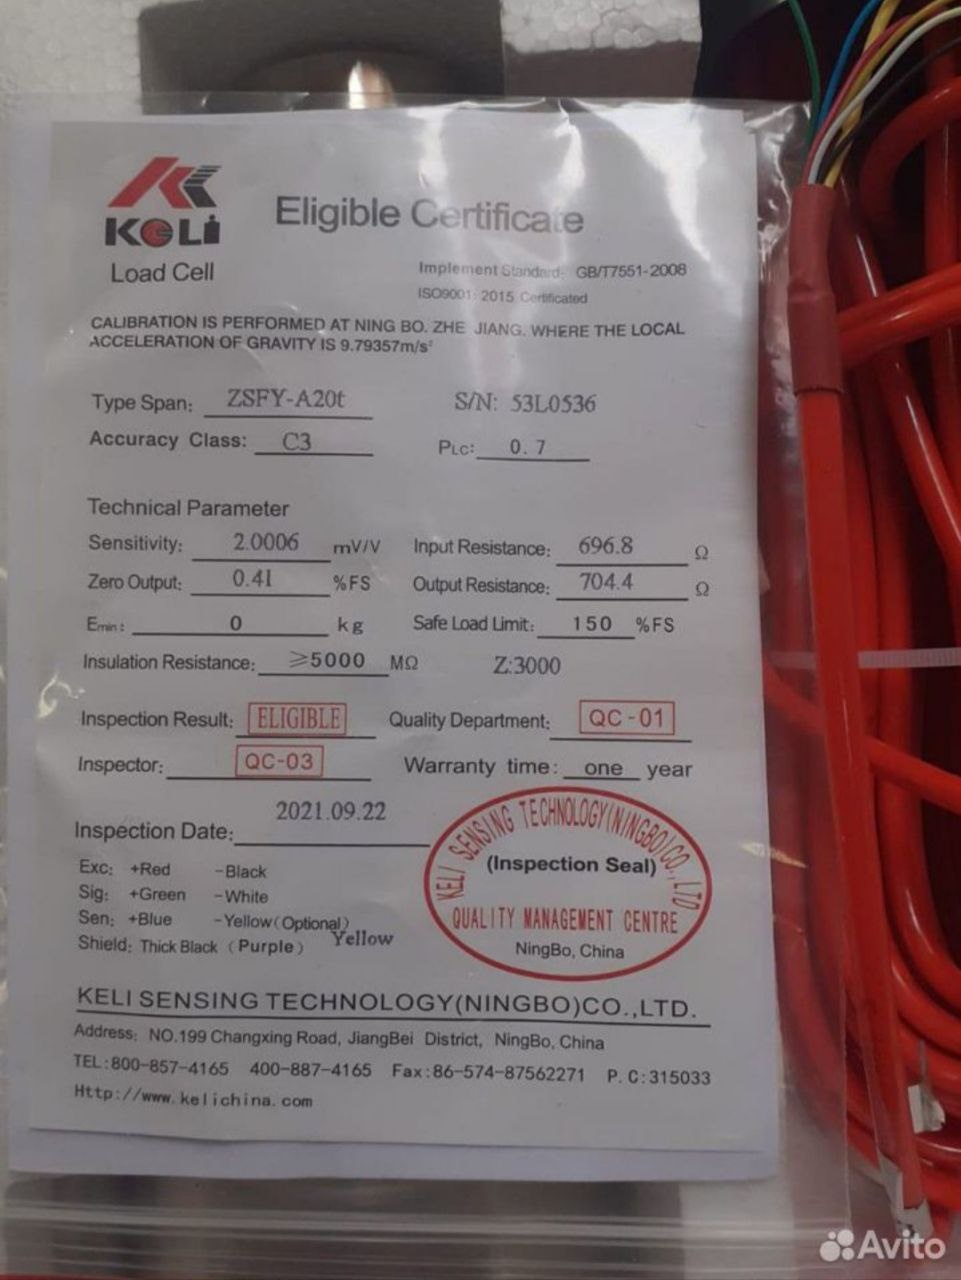 KELI
Load Cell
Eligible Certificate
Implement Standard: GB/T7551-2008
ISO9001: 2015 Certificated
CALIBRATION IS PERFORMED AT NING BO. ZHE JIANG. WHERE THE LOCAL
ACCELERATION OF GRAVITY IS 9.79357m/s²
Type Span: ZSFY-A20t S/N: 53L0536
Accuracy Class: C3 PLC: 0.7
Technical Parameter
Sensitivity: 2.0006 mV/V Input Resistance: 696.8 Ω
Zero Output: 0.41 %FS Output Resistance: 704.4 Ω
Emin: 0 kg Safe Load Limit: 150 %FS
Insulation Resistance: ≥5000 MΩ Z:3000
Inspection Result: ELIGIBLE Quality Department: QC-01
Inspector: QC-03 Warranty time: one year
Inspection Date: 2021.09.22
Exc: +Red -Black
Sig: +Green -White
Sen: +Blue -Yellow(Optional)
Shield: Thick Black (Purple) Yellow
KELI SENSING TECHNOLOGY(NINGBO)CO.,LTD
(Inspection Seal)
QUALITY MANAGEMENT CENTRE
NingBo, China
KELI SENSING TECHNOLOGY(NINGBO)CO.,LTD.
Address: NO.199 Changxing Road, JiangBei District, NingBo, China
TEL:800-857-4165 400-887-4165 Fax:86-574-87562271 P.C:315033
Http://www.kelichina.com
Avito